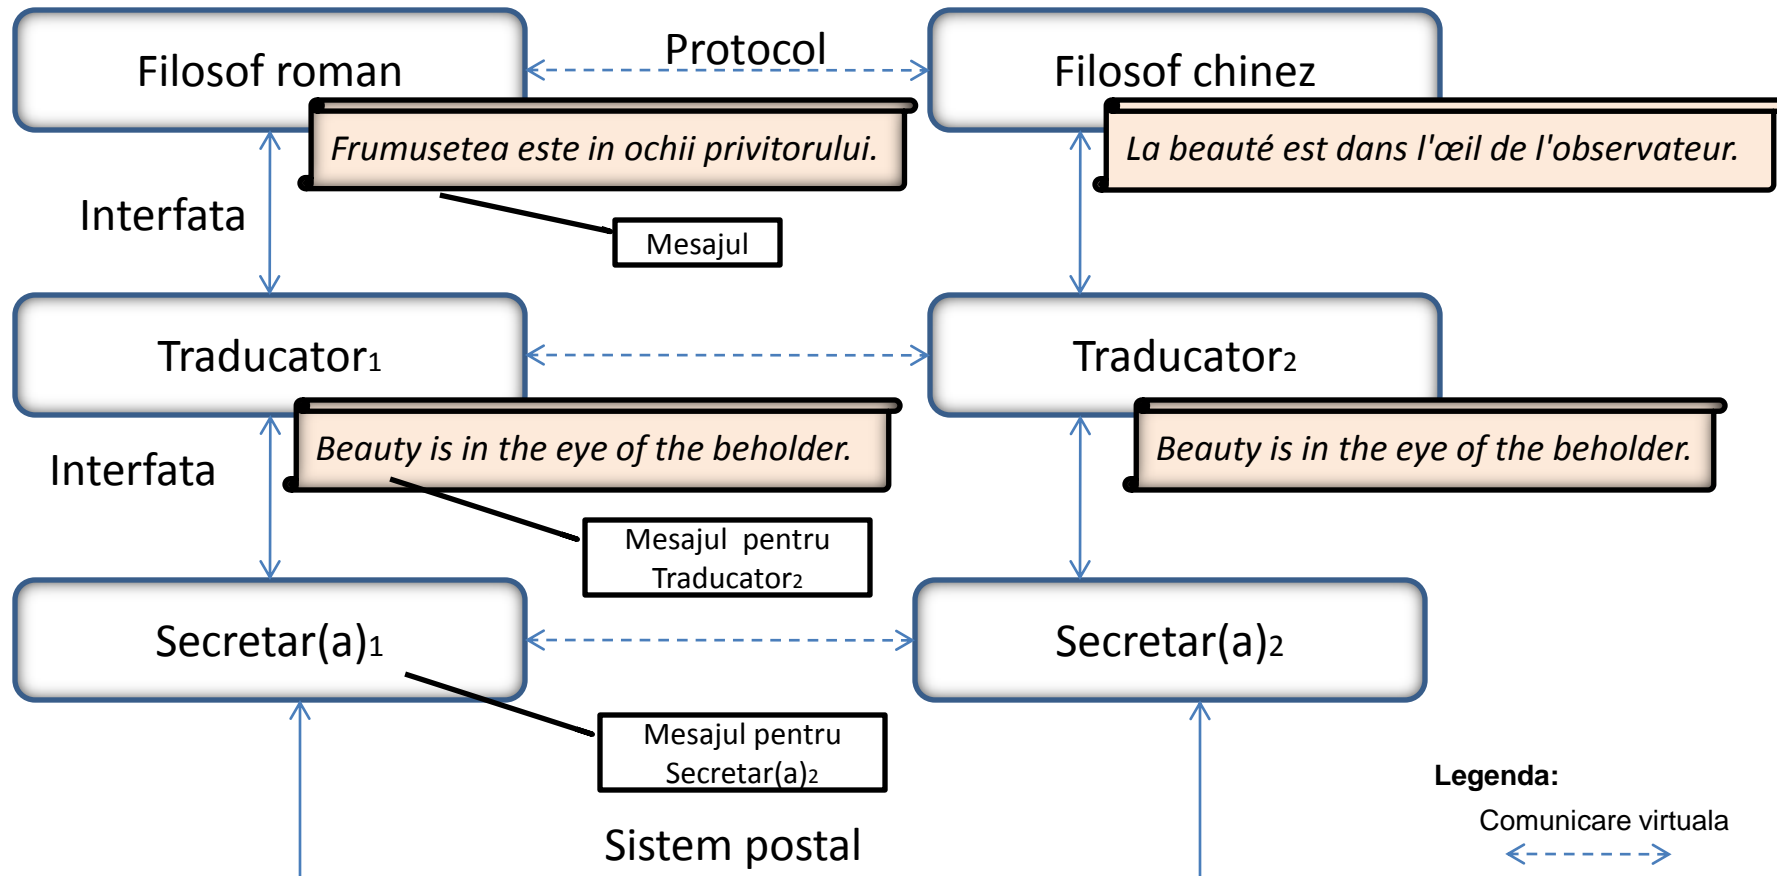 Filosof roman
Protocol
Filosof chinez
Frumusetea este in ochii privitorului.
La beauté est dans l'œil de l'observateur.
Interfata
Mesajul
Traducator1
Traducator2
Beauty is in the eye of the beholder.
Beauty is in the eye of the beholder.
Interfata
Mesajul pentru
Traducator2
Secretar(a)1
Secretar(a)2
Mesajul pentru
Secretar(a)2
Sistem postal
Legenda:
Comunicare virtuala